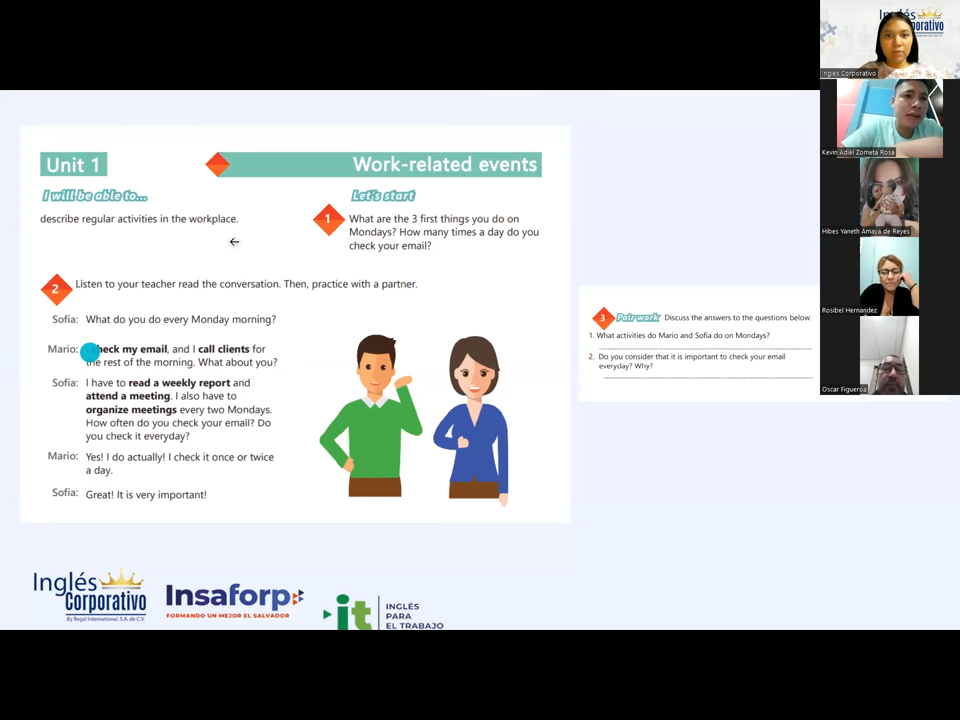 Unit 1
Work-related events
I will be able to...
Let's start
describe regular activities in the workplace.
1
What are the 3 first things you do on
Mondays? How many times a day do you
check your email?
2
Listen to your teacher read the conversation. Then, practice with a partner.
Sofía: What do you do every Monday morning?
Mario: I check my email, and I call clients for
the rest of the morning. What about you?
Sofía: I have to read a weekly report and
attend a meeting. I also have to
organize meetings every two Mondays.
How often do you check your email? Do
you check it everyday?
Mario: Yes! I do actually! I check it once or twice
a day.
Sofía: Great! It is very important!
3
Pair work Discuss the answers to the questions below.
1. What activities do Mario and Sofia do on Mondays?
2. Do you consider that it is important to check your email
everyday? Why?
Inglés
Corporativo
By Regal International, S.A. de C.V.
Insaforp
FORMANDO UN MEJOR EL SALVADOR
it
INGLÉS
PARA
EL TRABAJO
Inglés Corporativo
Kevin Adiel Zometa Rosa
Hibes Yaneth Amaya de Reyes
Rosibel Hernandez
Oscar Figueroa